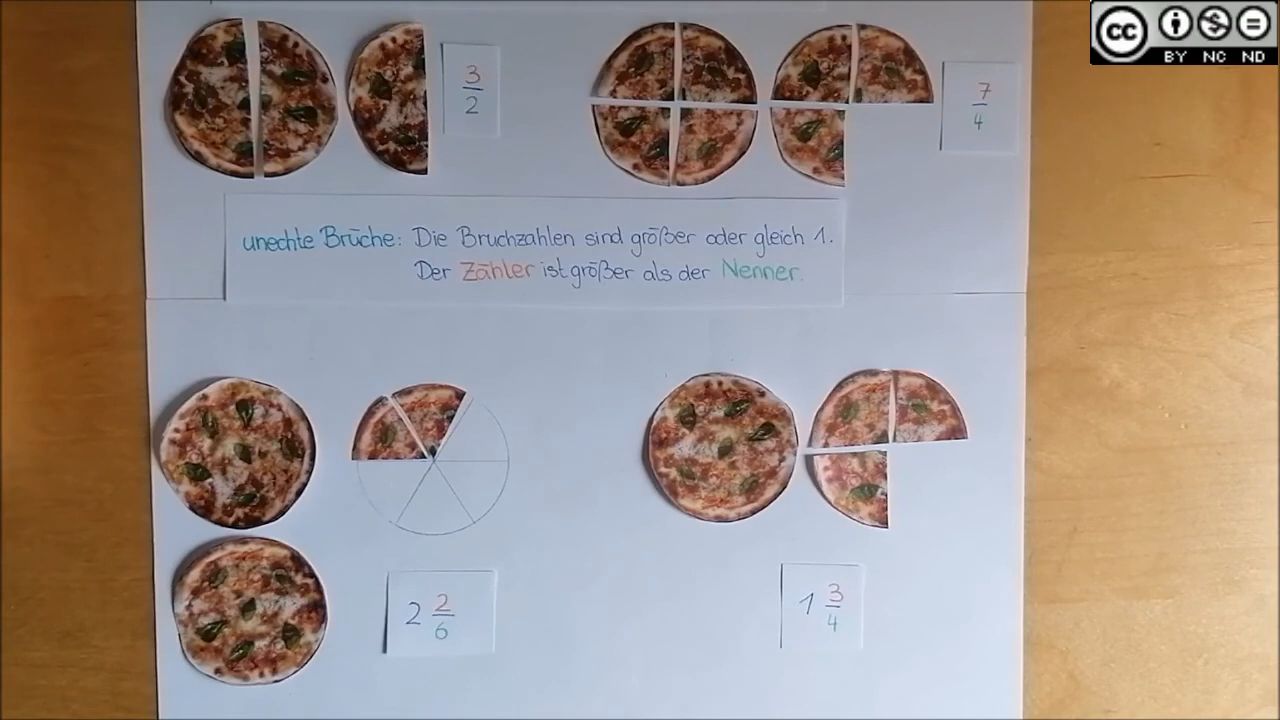 3/2
7/4
unechte Brüche: Die Bruchzahlen sind größer oder gleich 1.
Der Zähler ist größer als der Nenner.
2 2/6
1 3/4
cc
BY NC ND